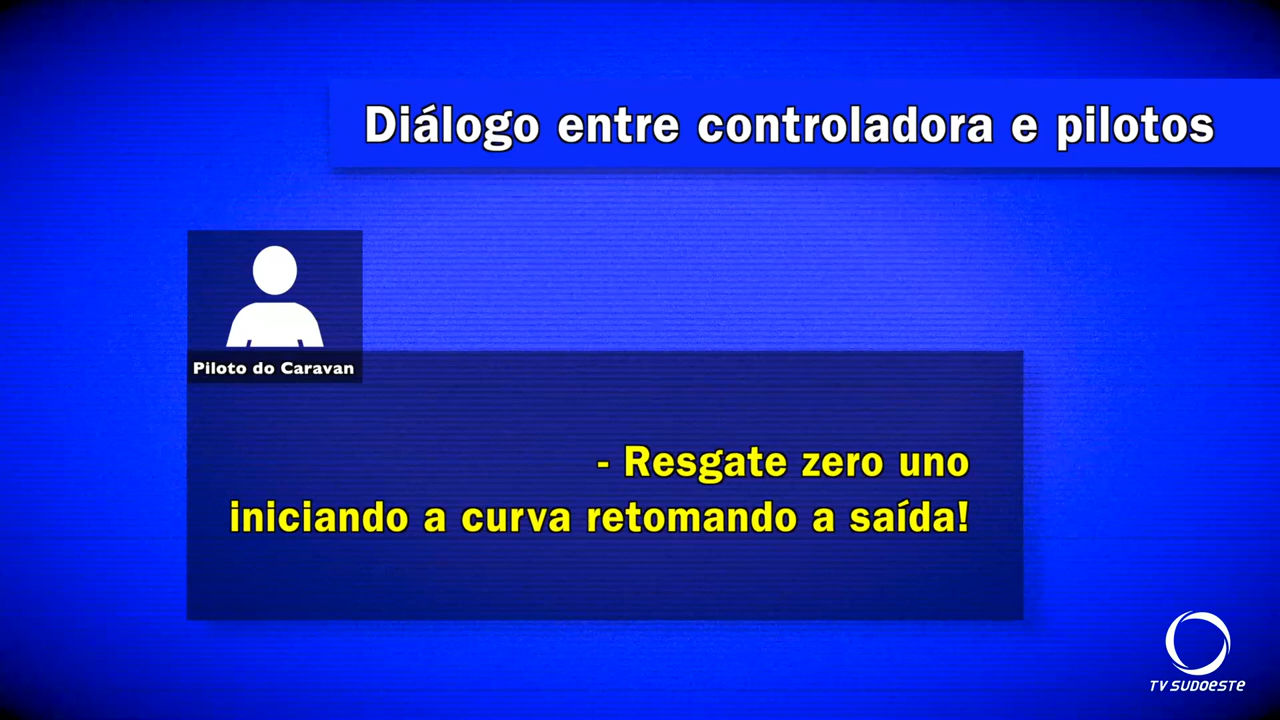 Diálogo entre controladora e pilotos
Piloto do Caravan
- Resgate zero uno
iniciando a curva retomando a saída!
TV SUDOESTE